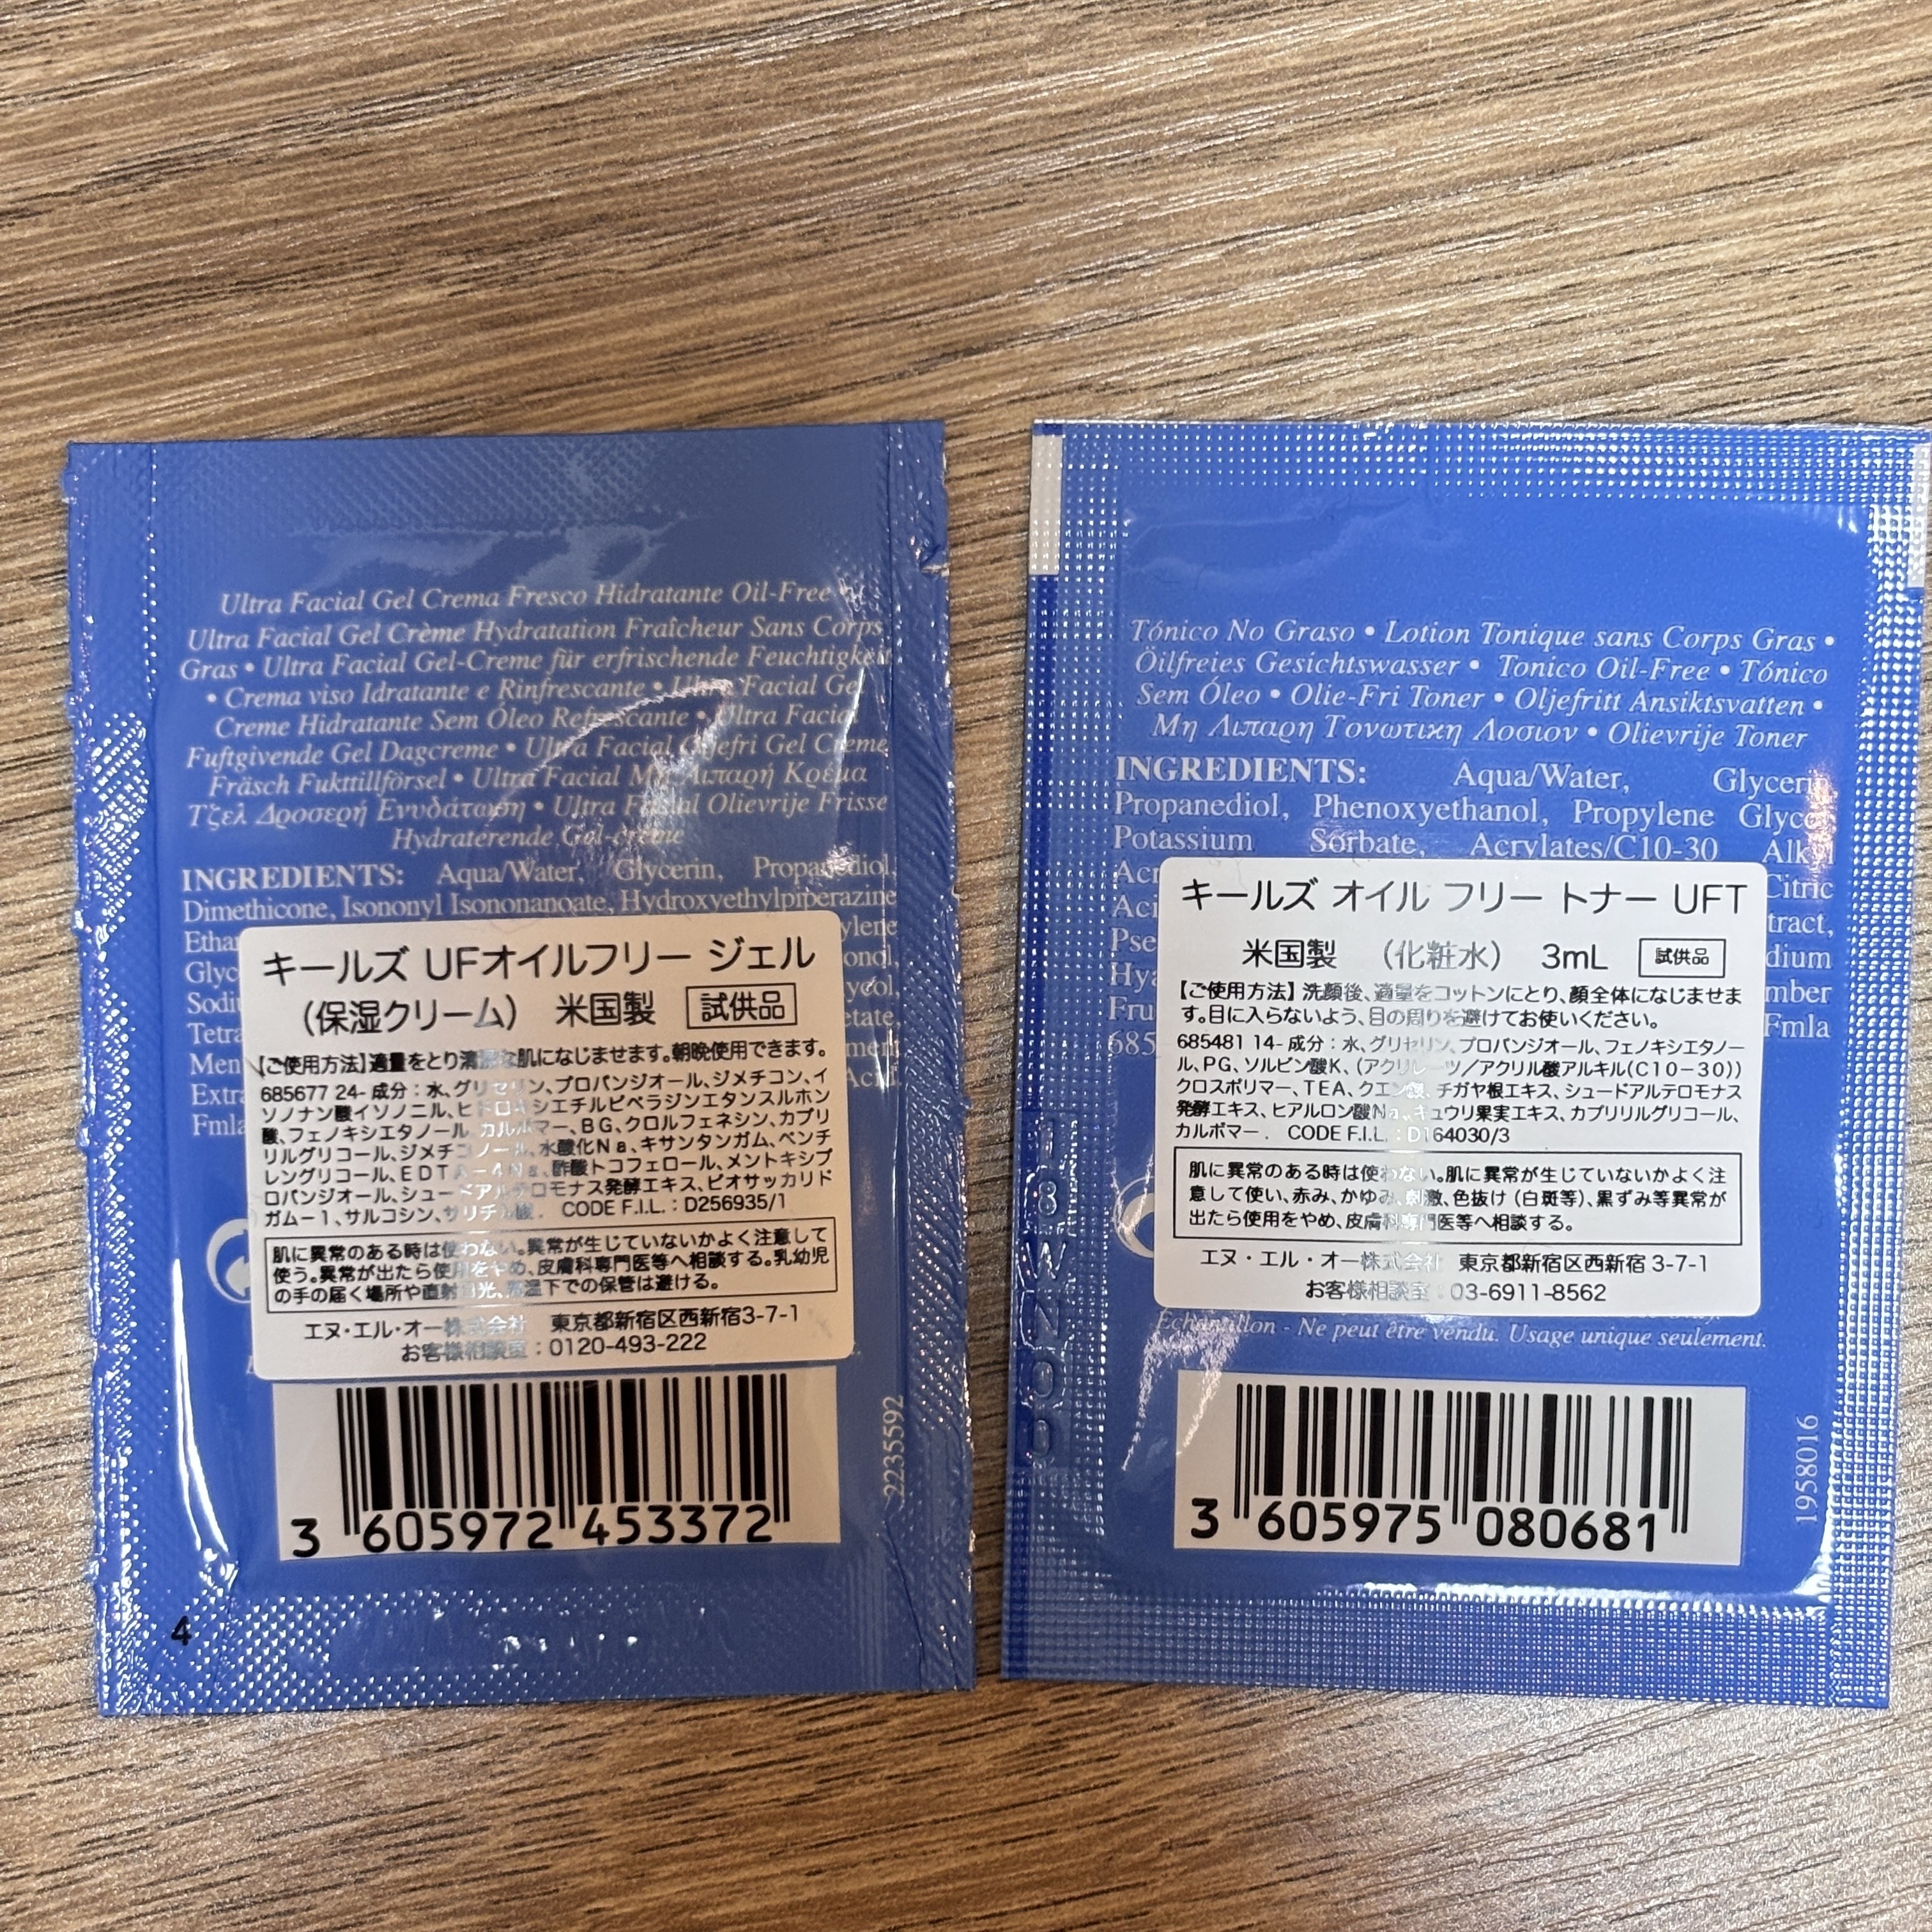 Ultra Facial Gel Crema Fresco Hidratante Oil-Free
Ultra Facial Gel Crème Hydratation Fraîcheur Sans Corps
Gras • Ultra Facial Gel-Creme für erfrischende Feuchtigkeit
• Crema viso Idratante e Rinfrescante • Ultra Facial Gel
Creme Hidratante Sem Óleo Refrescante • Ultra Facial
Fuftgivende Gel Dagcreme • Ultra Facial Oljefri Gel Creme
Fräsch Fukttillförsel • Ultra Facial Μη Λιπαρή Κρέμα
Τζελ Δροσερή Ενυδάτωση • Ultra Facial Olievrije Frisse
Hydraterende Gel-crème
INGREDIENTS: Aqua/Water, Glycerin, Propanediol,
Dimethicone, Isononyl Isononanoate, Hydroxyethylpiperazine
キールズ UFオイルフリー ジェル
(保湿クリーム) 米国製 試供品
【ご使用方法】適量をとり清潔な肌になじませます。朝晩使用できます。
685677 24- 成分：水、グリセリン、プロパンジオール、ジメチコン、イ
ソノナン酸イソノニル、ヒドロキシエチルピペラジンエタンスルホン
酸、フェノキシエタノール、カルボマー、BG、クロルフェネシン、カプリ
リルグリコール、ジメチコノール、水酸化Na、キサンタンガム、ペンチ
レングリコール、EDTA－4Na、酢酸トコフェロール、メントキシプ
ロパンジオール、シュードアルテロモナス発酵エキス、ビオサッカリド
ガム－1、サルコシン、サリチル酸． CODE F.I.L.：D256935/1
肌に異常のある時は使わない。異常が生じていないかよく注意して
使う。異常が出たら使用をやめ、皮膚科専門医等へ相談する。乳幼児
の手の届く場所や直射日光、高温下での保管は避ける。
エヌ・エル・オー株式会社 東京都新宿区西新宿3-7-1
お客様相談室：0120-493-222
3 605972 453372
2235592
4
Tónico No Graso • Lotion Tonique sans Corps Gras •
Öilfreies Gesichtswasser • Tonico Oil-Free • Tónico
Sem Óleo • Olie-Fri Toner • Oljefritt Ansiktsvatten •
Μη Λιπαρη Τονωτικη Λοσιον • Olievrije Toner
INGREDIENTS: Aqua/Water, Glycerin,
Propanediol, Phenoxyethanol, Propylene Glycol,
Potassium Sorbate, Acrylates/C10-30 Alkyl
キールズ オイル フリー トナー UFT
米国製 (化粧水) 3mL 試供品
【ご使用方法】洗顔後、適量をコットンにとり、顔全体になじませま
す。目に入らないよう、目の周りを避けてお使いください。
685481 14- 成分：水、グリセリン、プロパンジオール、フェノキシエタノー
ル、PG、ソルビン酸K、(アクリレーツ／アクリル酸アルキル(C10－30))
クロスポリマー、TEA、クエン酸、チガヤ根エキス、シュードアルテロモナス
発酵エキス、ヒアルロン酸Na、キュウリ果実エキス、カプリリルグリコール、
カルボマー． CODE F.I.L.：D164030/3
肌に異常のある時は使わない。肌に異常が生じていないかよく注
意して使い、赤み、かゆみ、刺激、色抜け(白斑等)、黒ずみ等異常が
出たら使用をやめ、皮膚科専門医等へ相談する。
エヌ・エル・オー株式会社 東京都新宿区西新宿 3-7-1
お客様相談室：03-6911-8562
Échantillon - Ne peut être vendu. Usage unique seulement.
3 605975 080681
1958016
18WN00